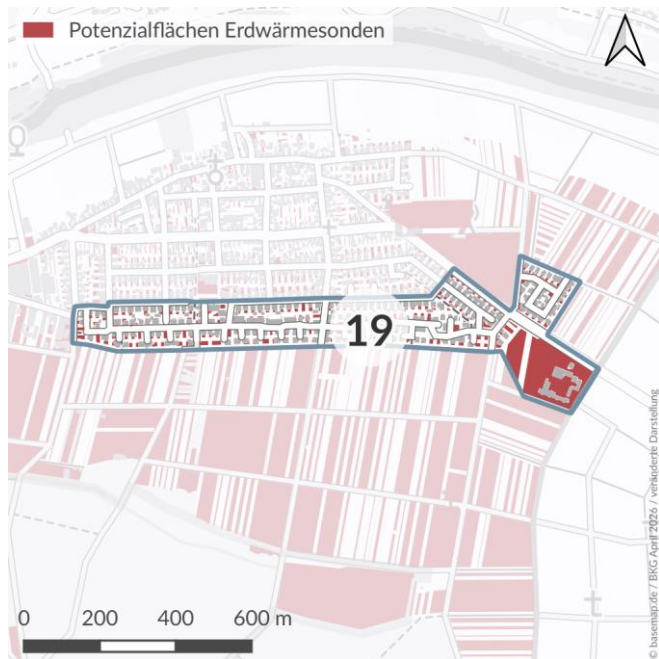 Potenzialflächen Erdwärmesonden
19
0 200 400 600 m
© basemap.de / BKG April 2026 / veränderte Darstellung